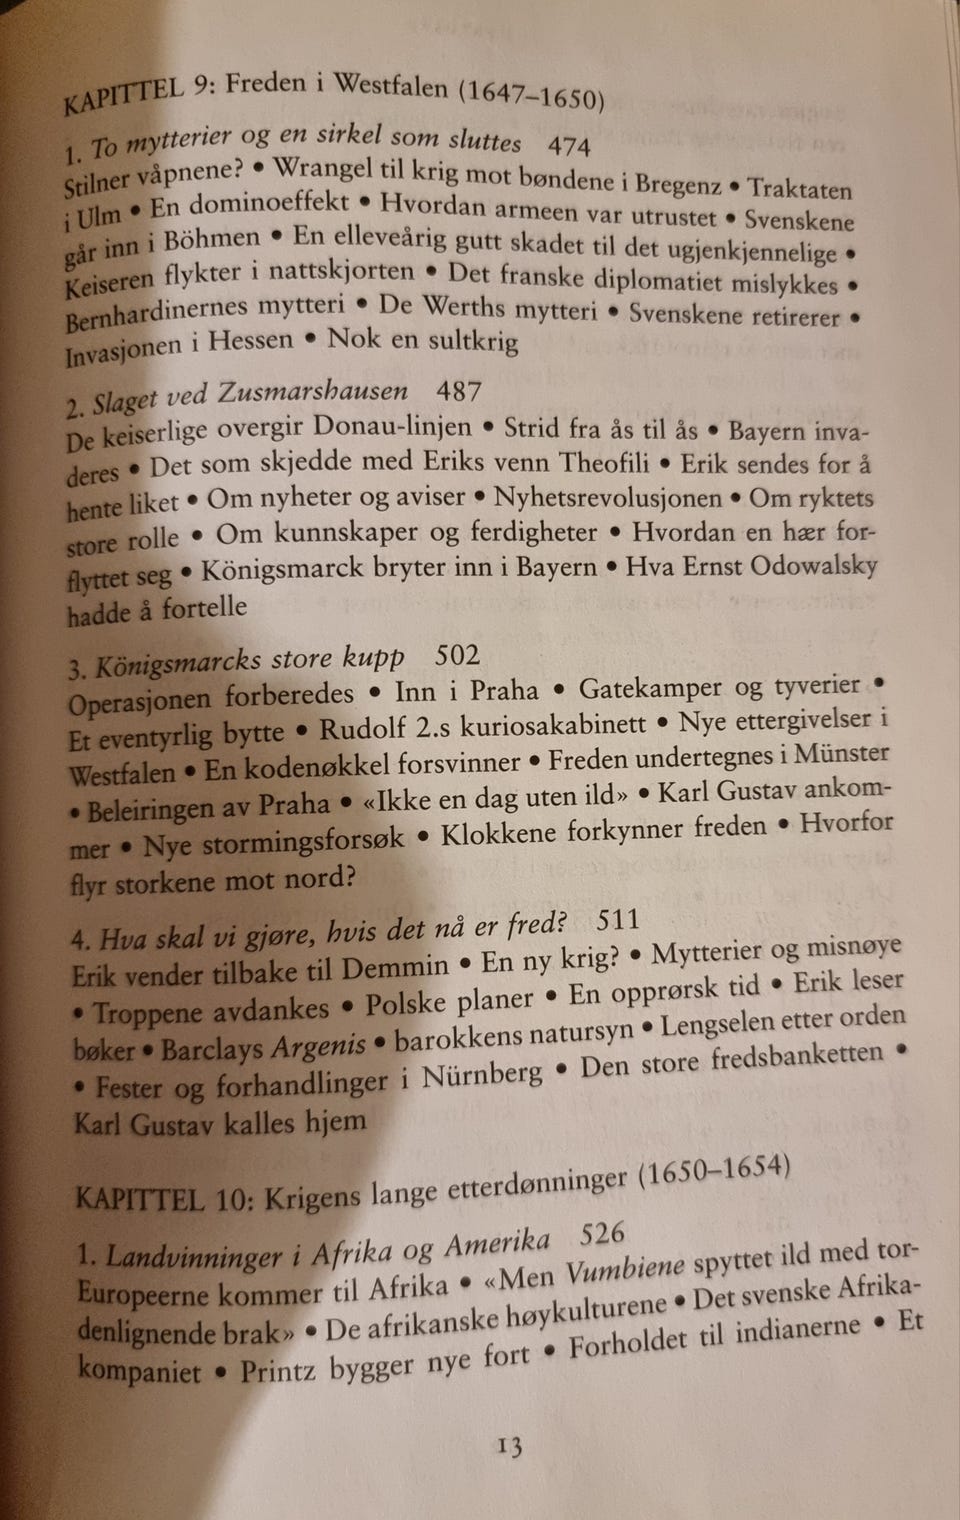 KAPITTEL 9: Freden i Westfalen (1647–1650)
1. To mytterier og en sirkel som sluttes 474
Stilner våpnene? • Wrangel til krig mot bøndene i Bregenz • Traktaten
i Ulm • En dominoeffekt • Hvordan armeen var utrustet • Svenskene
går inn i Böhmen • En elleveårig gutt skadet til det ugjenkjennelige •
Keiseren flykter i nattskjorten • Det franske diplomatiet mislykkes •
Bernhardinernes mytteri • De Werths mytteri • Svenskene retirerer •
Invasjonen i Hessen • Nok en sultkrig
2. Slaget ved Zusmarshausen 487
De keiserlige overgir Donau-linjen • Strid fra ås til ås • Bayern inva-
deres • Det som skjedde med Eriks venn Theofili • Erik sendes for å
hente liket • Om nyheter og aviser • Nyhetsrevolusjonen • Om ryktets
store rolle • Om kunnskaper og ferdigheter • Hvordan en hær for-
flyttet seg • Königsmarck bryter inn i Bayern • Hva Ernst Odowalsky
hadde å fortelle
3. Königsmarcks store kupp 502
Operasjonen forberedes • Inn i Praha • Gatekamper og tyverier •
Et eventyrlig bytte • Rudolf 2.s kuriosakabinett • Nye ettergivelser i
Westfalen • En kodenøkkel forsvinner • Freden undertegnes i Münster
• Beleiringen av Praha • «Ikke en dag uten ild» • Karl Gustav ankom-
mer • Nye stormingsforsøk • Klokkene forkynner freden • Hvorfor
flyr storkene mot nord?
4. Hva skal vi gjøre, hvis det nå er fred? 511
Erik vender tilbake til Demmin • En ny krig? • Mytterier og misnøye
• Troppene avdankes • Polske planer • En opprørsk tid • Erik leser
bøker • Barclays Argenis • barokkens natursyn • Lengselen etter orden
• Fester og forhandlinger i Nürnberg • Den store fredsbanketten •
Karl Gustav kalles hjem
KAPITTEL 10: Krigens lange etterdønninger (1650–1654)
1. Landvinninger i Afrika og Amerika 526
Europeerne kommer til Afrika • «Men Vumbiene spyttet ild med tor-
denlignende brak» • De afrikanske høykulturene • Det svenske Afrika-
kompaniet • Printz bygger nye fort • Forholdet til indianerne • Et
13